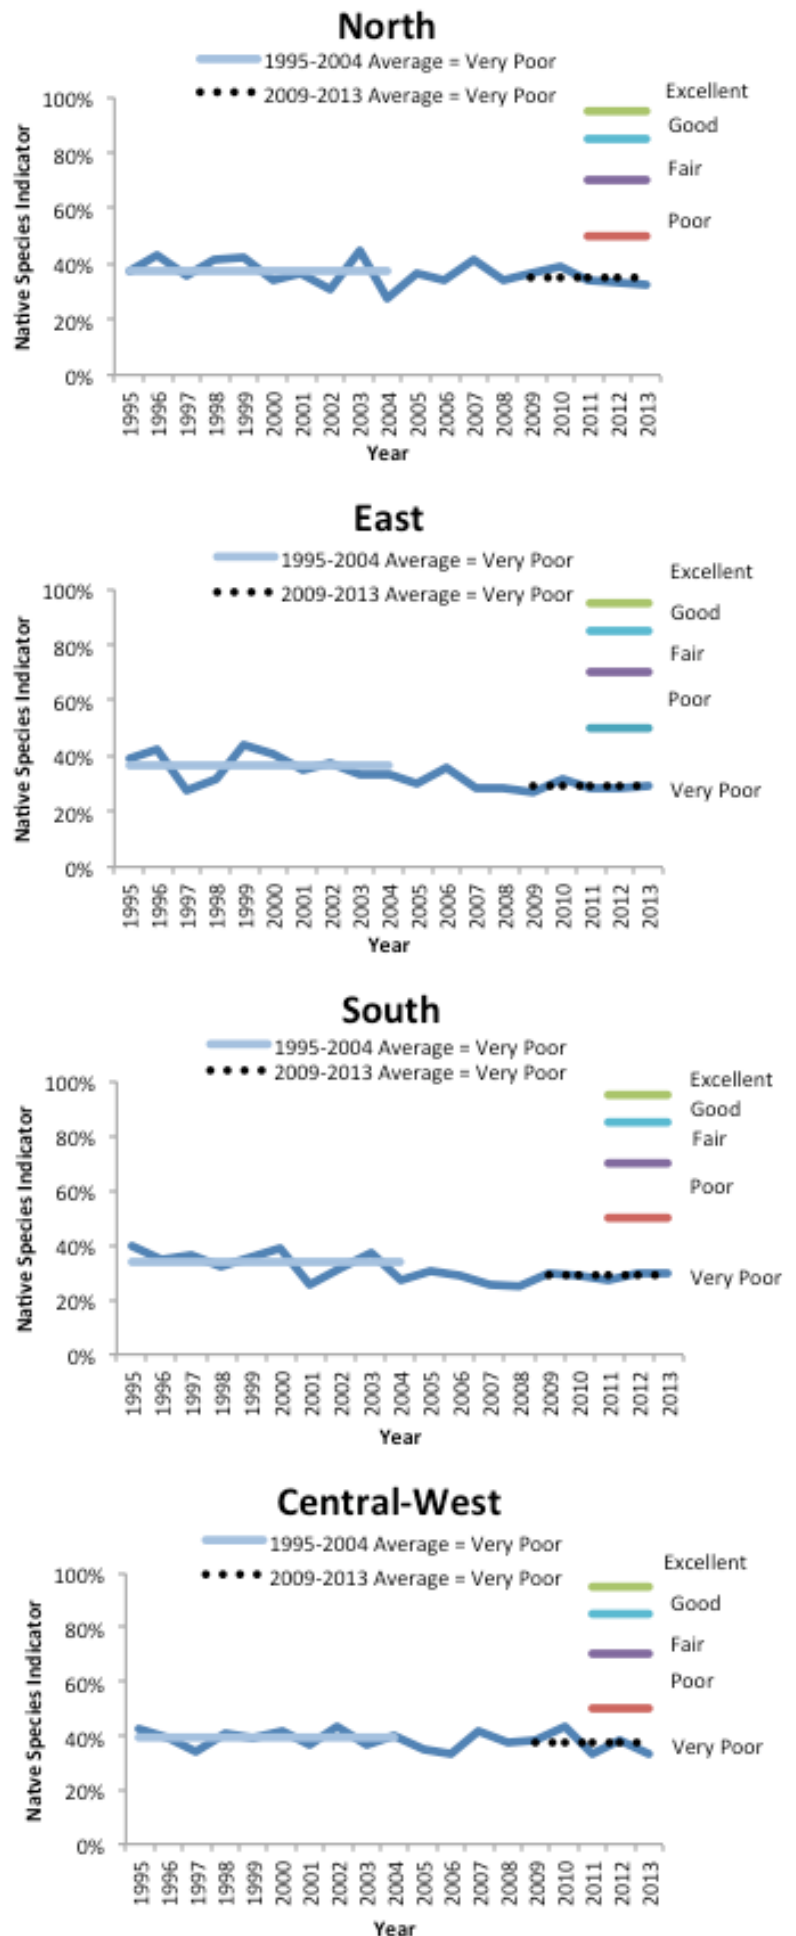 North
1995-2004 Average = Very Poor
2009-2013 Average = Very Poor
Excellent
Good
Fair
Poor
100%
80%
60%
40%
20%
0%
Native Species Indicator
1995 1996 1997 1998 1999 2000 2001 2002 2003 2004 2005 2006 2007 2008 2009 2010 2011 2012 2013
Year
East
1995-2004 Average = Very Poor
2009-2013 Average = Very Poor
Excellent
Good
Fair
Poor
Very Poor
100%
80%
60%
40%
20%
0%
Native Species Indicator
1995 1996 1997 1998 1999 2000 2001 2002 2003 2004 2005 2006 2007 2008 2009 2010 2011 2012 2013
Year
South
1995-2004 Average = Very Poor
2009-2013 Average = Very Poor
Excellent
Good
Fair
Poor
Very Poor
100%
80%
60%
40%
20%
0%
Native Species Indicator
1995 1996 1997 1998 1999 2000 2001 2002 2003 2004 2005 2006 2007 2008 2009 2010 2011 2012 2013
Year
Central-West
1995-2004 Average = Very Poor
2009-2013 Average = Very Poor
Excellent
Good
Fair
Poor
Very Poor
100%
80%
60%
40%
20%
0%
Natve Species Indicator
1995 1996 1997 1998 1999 2000 2001 2002 2003 2004 2005 2006 2007 2008 2009 2010 2011 2012 2013
Year